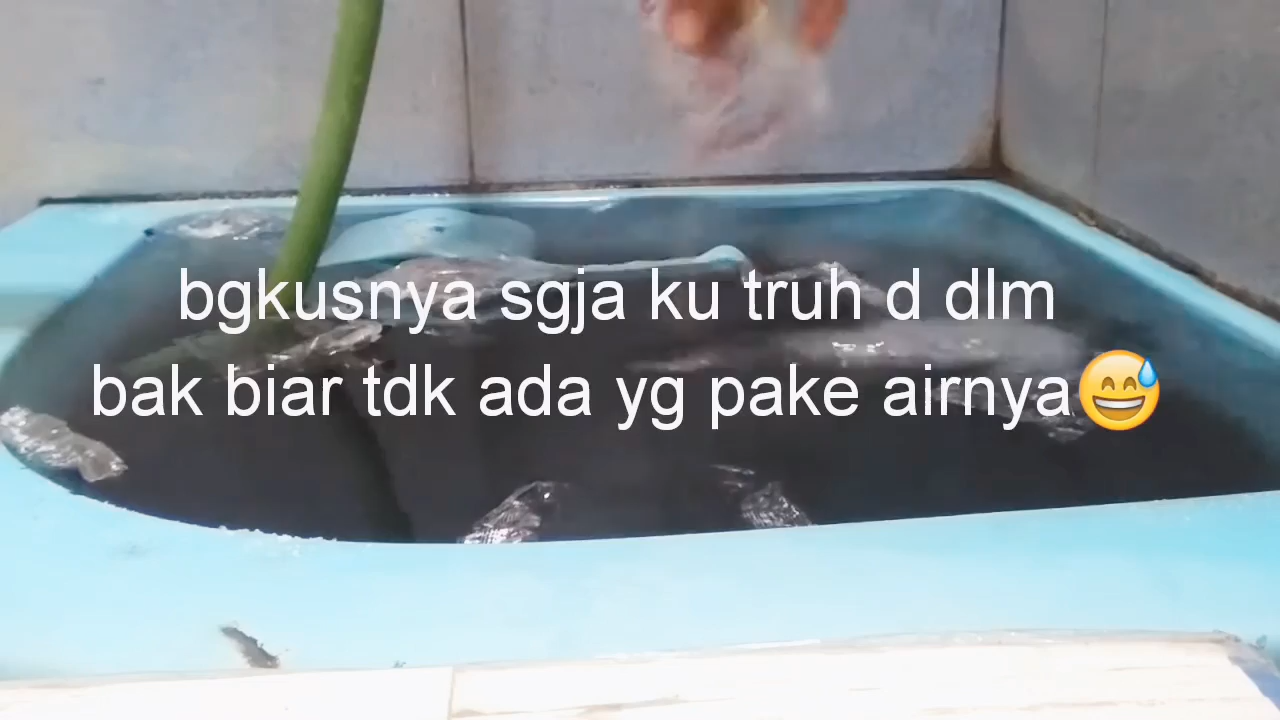 bgkusnya sgja ku truh d dlm
bak biar tdk ada yg pake airnya😅